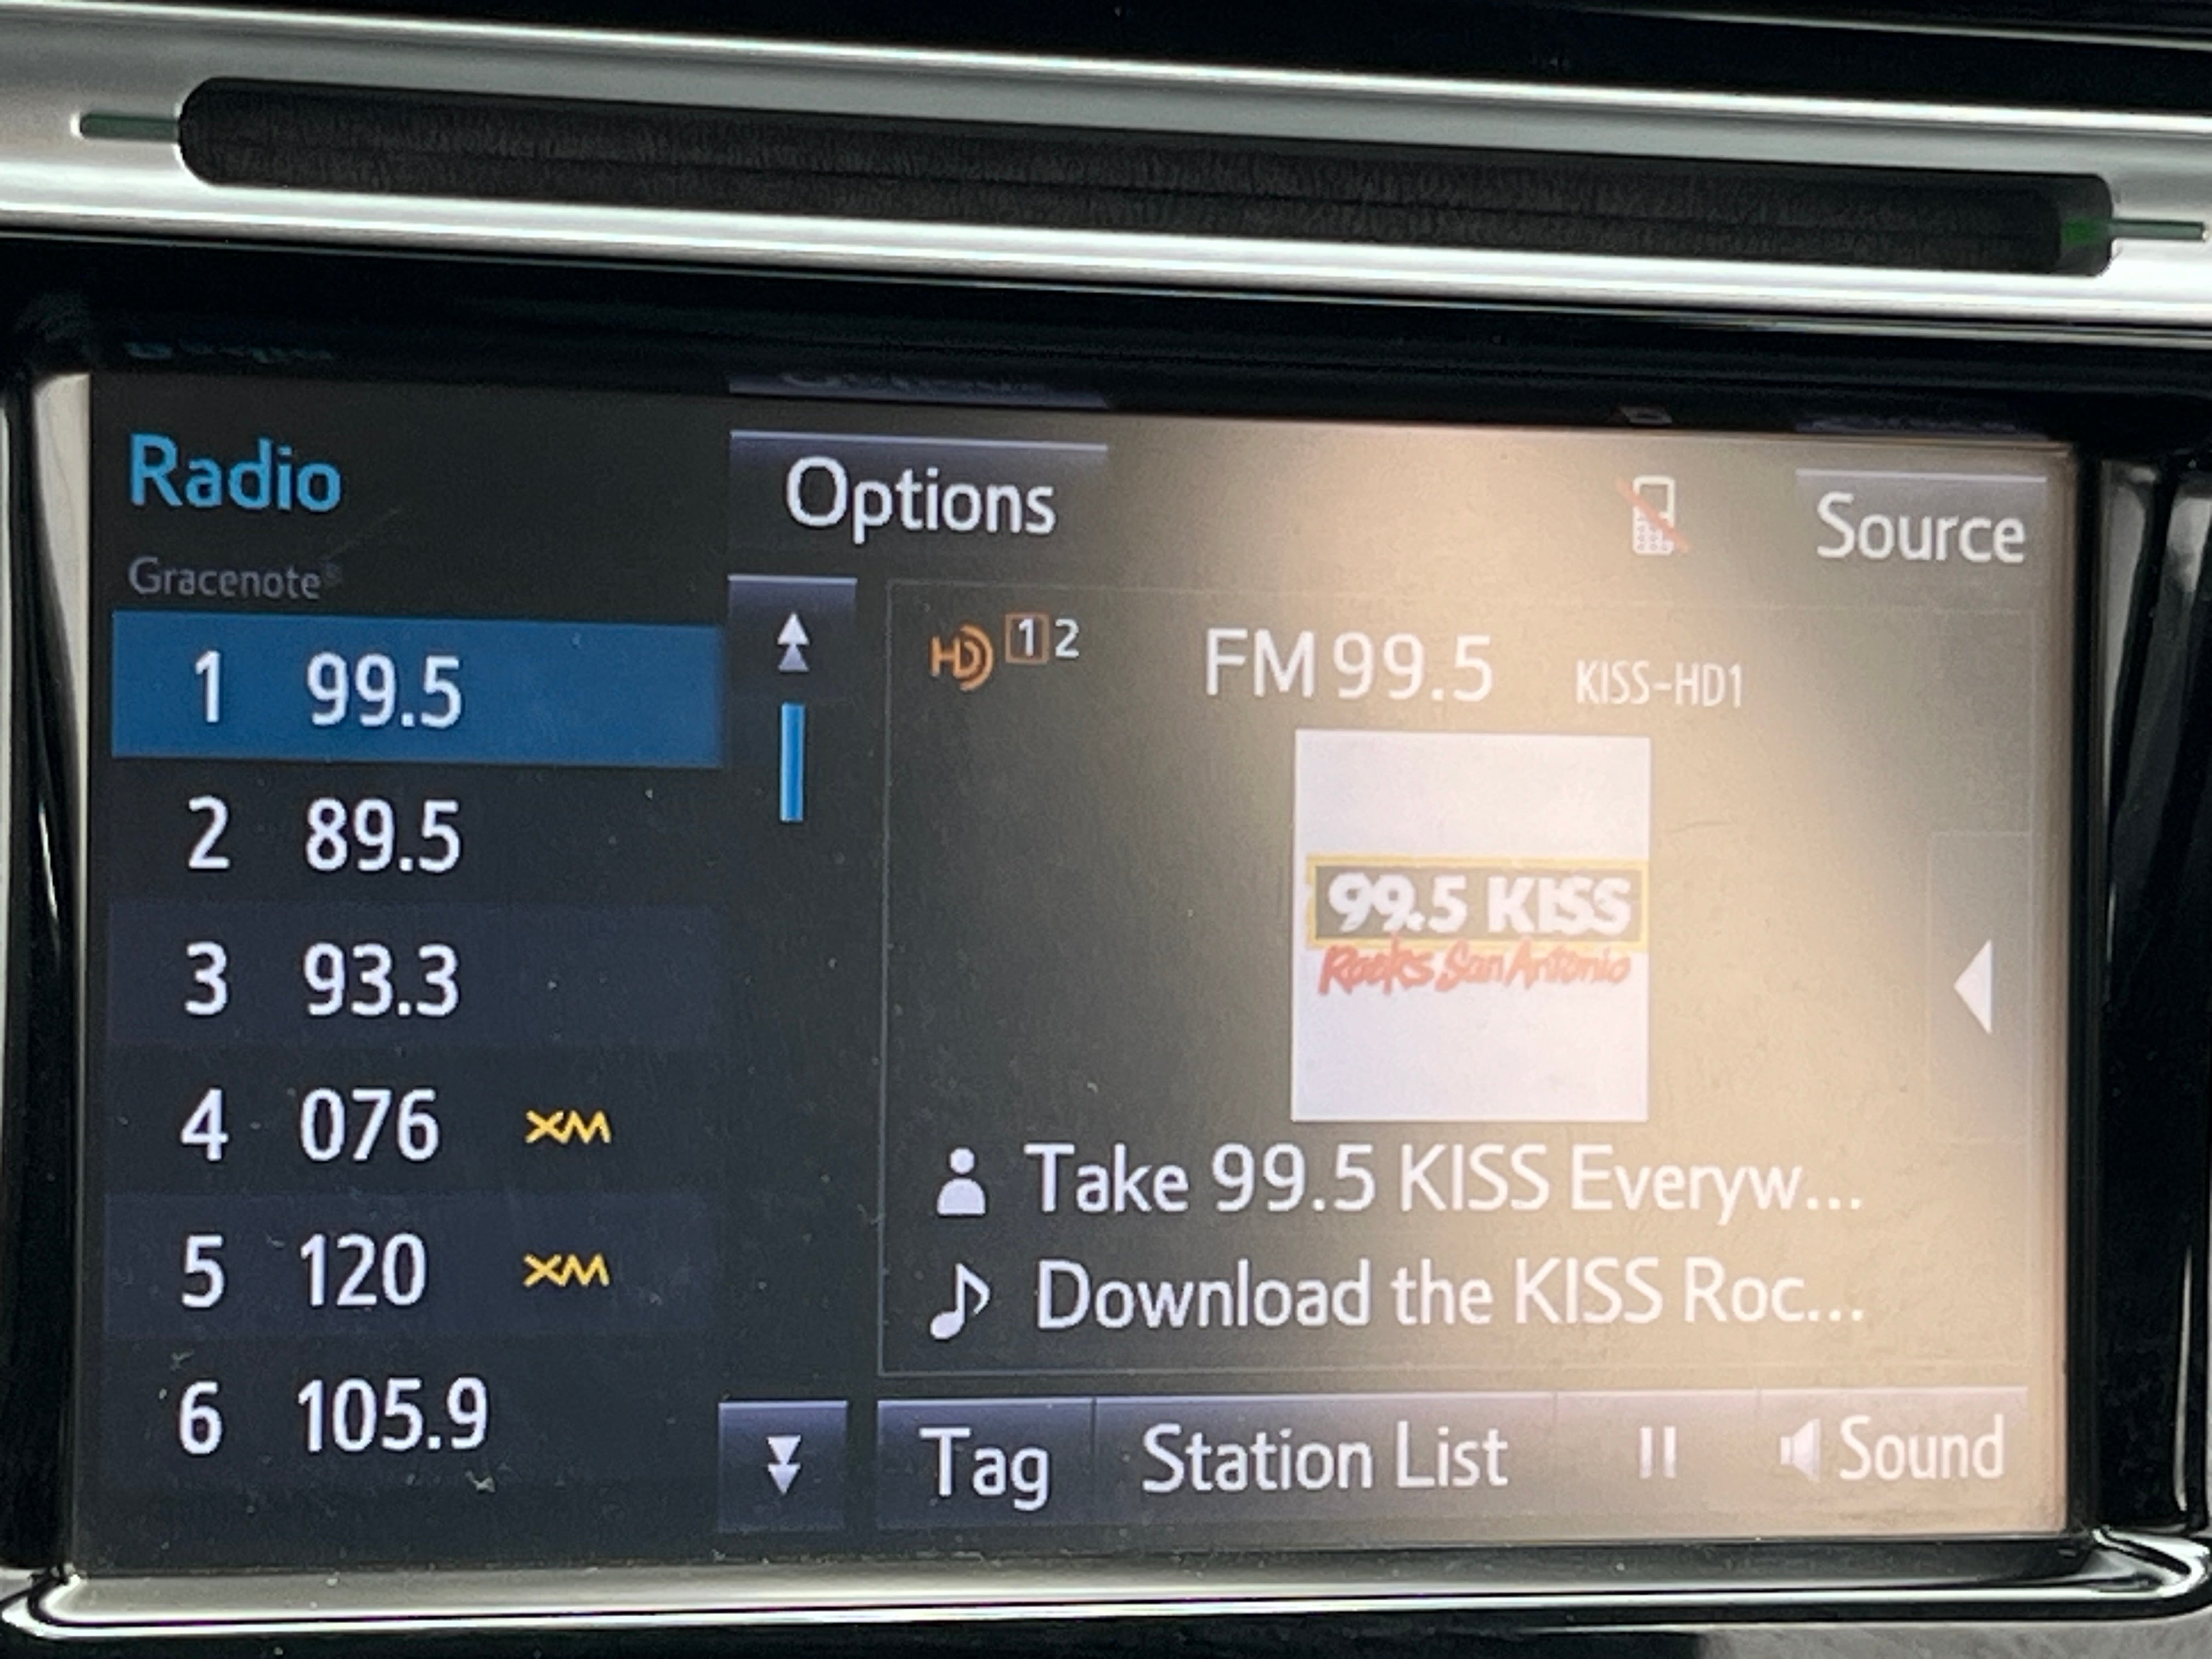 Radio
Options
Source
Gracenote®
1 99.5
2 89.5
3 93.3
4 076 XM
5 120 XM
6 105.9
HD 1 2
FM 99.5 KISS-HD1
99.5 KISS
Rocks San Antonio
Take 99.5 KISS Everyw...
Download the KISS Roc...
Tag
Station List
Sound